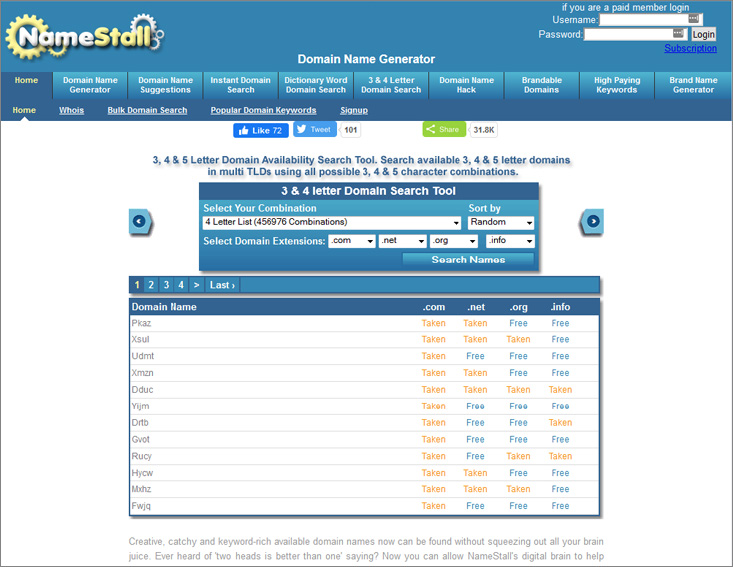 if you are a paid member login
NameStall
Username:
Password:
Login
Subscription
Domain Name Generator
Home
Domain Name Generator
Domain Name Suggestions
Instant Domain Search
Dictionary Word Domain Search
3 & 4 Letter Domain Search
Domain Name Hack
Brandable Domains
High Paying Keywords
Brand Name Generator
Home Whois Bulk Domain Search Popular Domain Keywords Signup
Like 72 Tweet 101 Share 31.8K
3, 4 & 5 Letter Domain Availability Search Tool. Search available 3, 4 & 5 letter domains
in multi TLDs using all possible 3, 4 & 5 character combinations.
3 & 4 letter Domain Search Tool
Select Your Combination Sort by
4 Letter List (456976 Combinations) Random
Select Domain Extensions: .com .net .org .info
Search Names
1 2 3 4 > Last ›
Domain Name .com .net .org .info
Pkaz Taken Taken Free Free
Xsul Taken Taken Taken Free
Udmt Taken Free Free Free
Xmzn Taken Taken Free Free
Dduc Taken Taken Taken Taken
Yijm Taken Free Free Free
Drtb Taken Free Free Taken
Gvot Taken Free Free Free
Rucy Taken Free Taken Taken
Hycw Taken Taken Free Free
Mxhz Taken Taken Taken Free
Fwjq Taken Free Free Free
Creative, catchy and keyword-rich available domain names now can be found without squeezing out all your brain
juice. Ever heard of 'two heads is better than one' saying? Now you can allow NameStall's digital brain to help